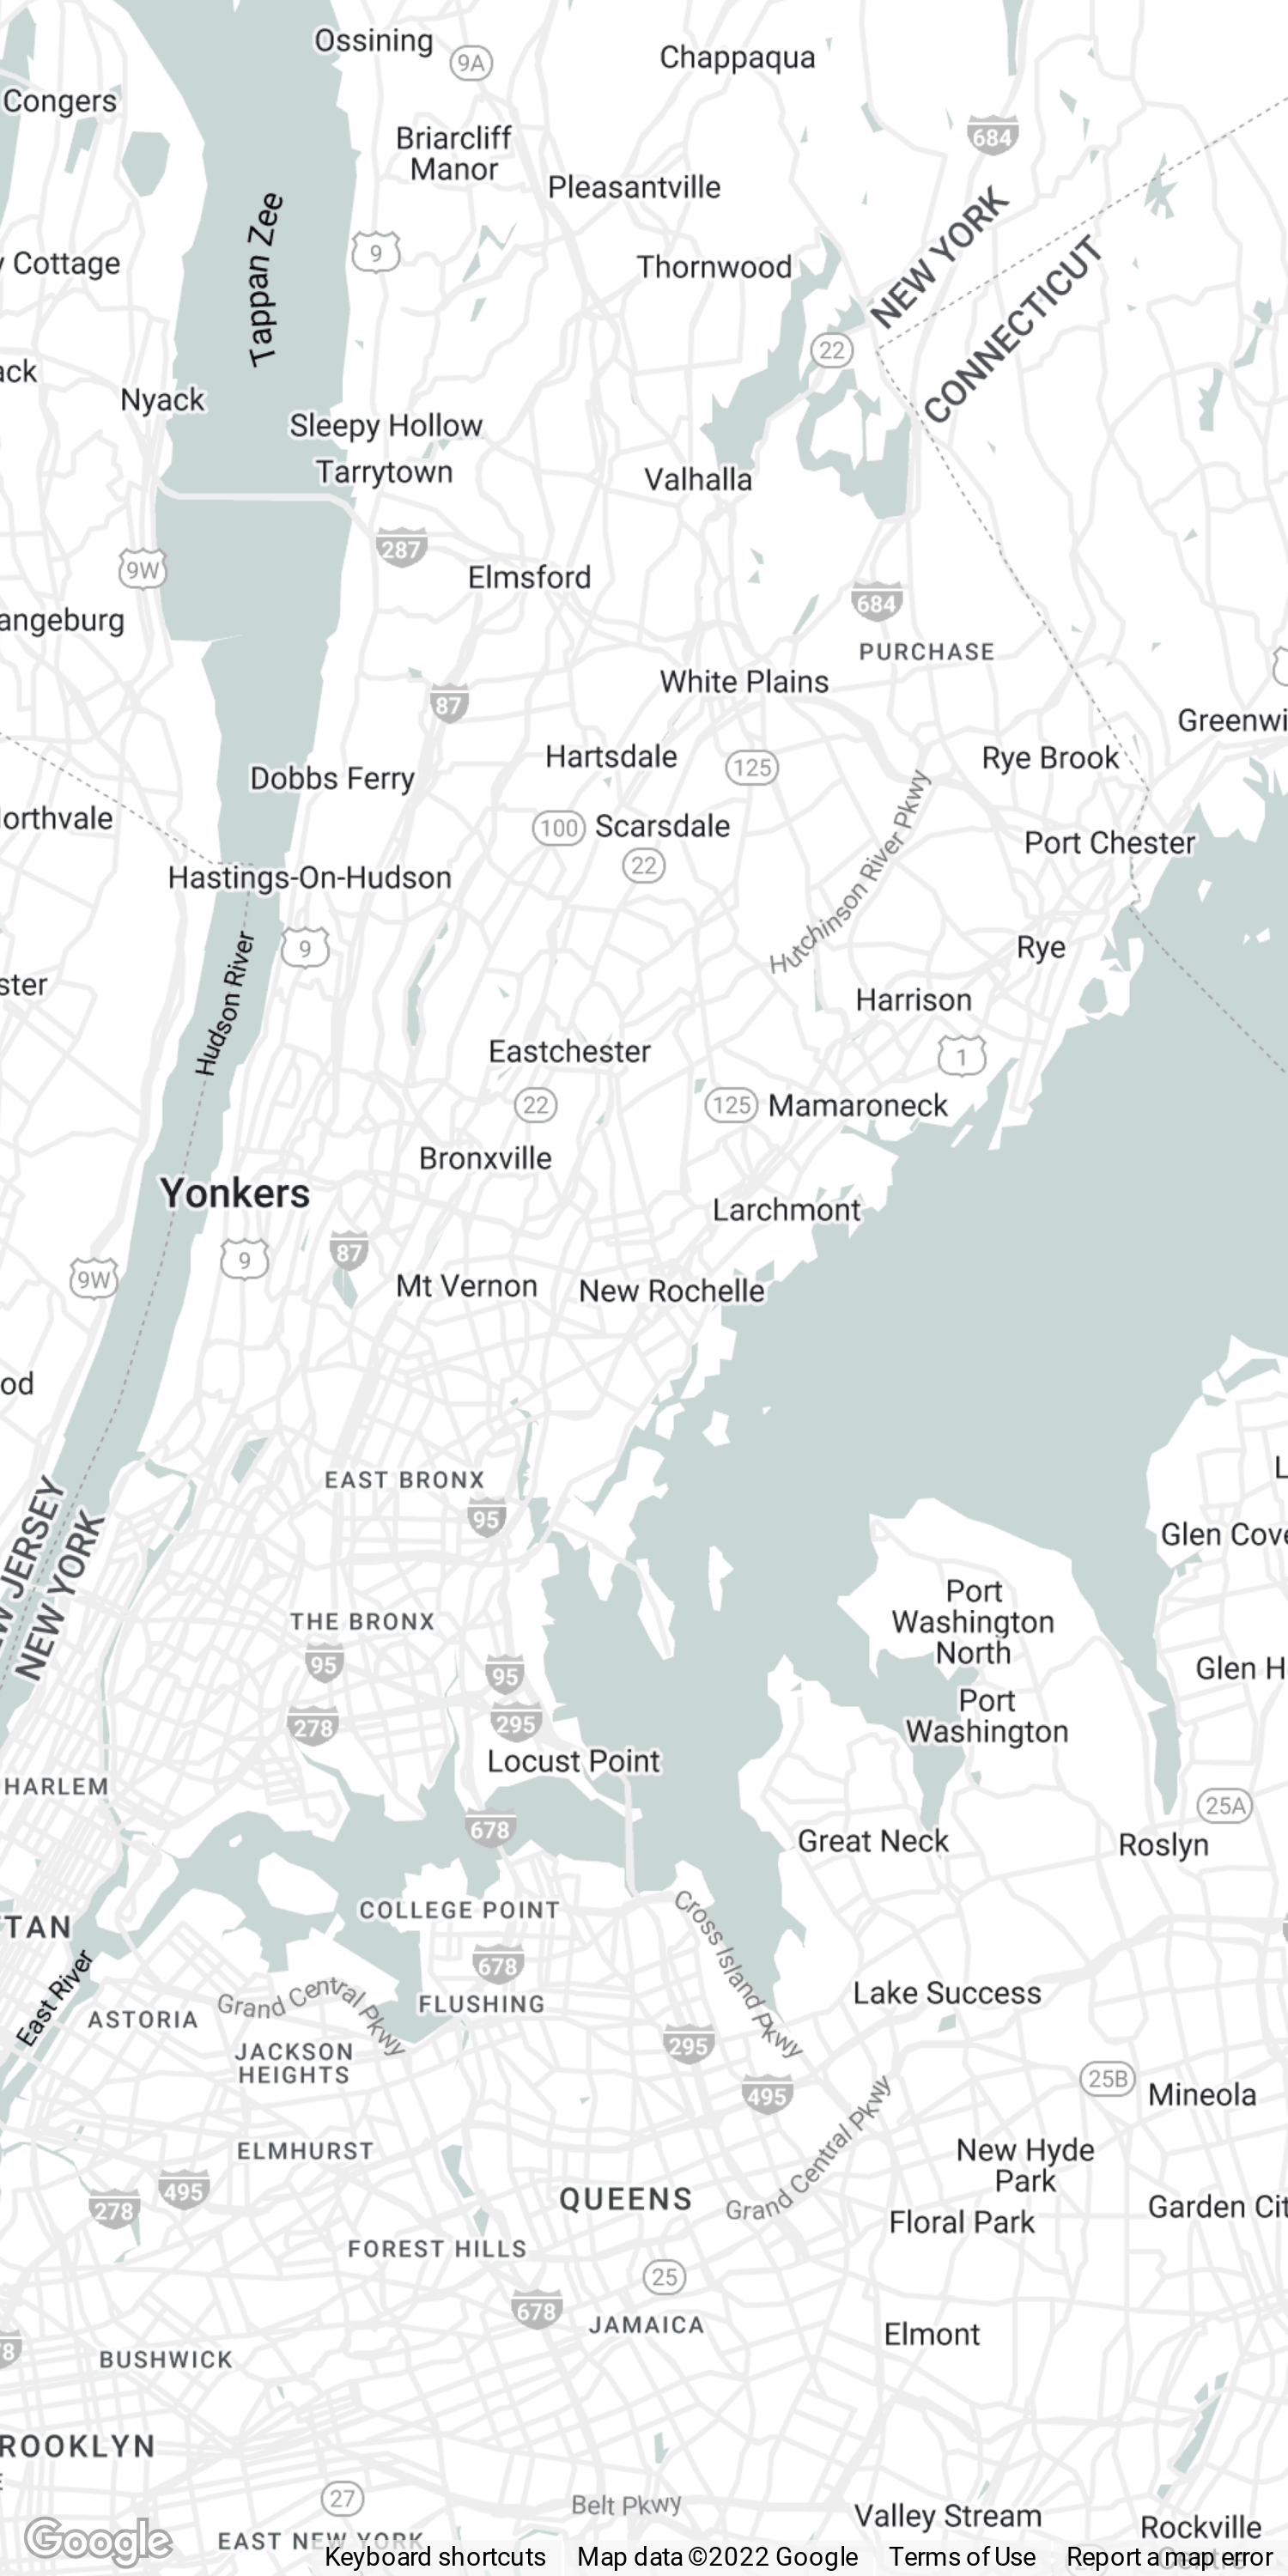 Ossining
9A
Chappaqua
Congers
684
Briarcliff
Manor
Pleasantville
NEW YORK
Tappan Zee
9
y Cottage
Thornwood
CONNECTICUT
22
ack
Nyack
Sleepy Hollow
Tarrytown
Valhalla
287
9W
Elmsford
684
angeburg
PURCHASE
White Plains
87
Greenwi
Hartsdale
125
Rye Brook
Dobbs Ferry
orthvale
100
Scarsdale
Hutchinson River Pkwy
Port Chester
22
Hastings-On-Hudson
9
Rye
Hudson River
ster
Harrison
Eastchester
1
22
125
Mamaroneck
Bronxville
Yonkers
Larchmont
9
87
9W
Mt Vernon
New Rochelle
od
L
EAST BRONX
95
Glen Cove
W JERSEY
NEW YORK
Port
Washington
North
THE BRONX
95
95
Glen H
278
295
Port
Washington
Locust Point
HARLEM
25A
678
Great Neck
Roslyn
COLLEGE POINT
TTAN
Cross Island Pkwy
678
East River
Lake Success
Grand Central Pkwy
FLUSHING
ASTORIA
295
JACKSON
HEIGHTS
25B
495
Mineola
Grand Central Pkwy
ELMHURST
New Hyde
Park
495
278
QUEENS
Garden Cit
Floral Park
FOREST HILLS
25
678
JAMAICA
Elmont
78
BUSHWICK
ROOKLYN
27
Belt Pkwy
Valley Stream
Rockville
Centre
Google
EAST NEW YORK
Keyboard shortcuts
Map data ©2022 Google
Terms of Use
Report a map error